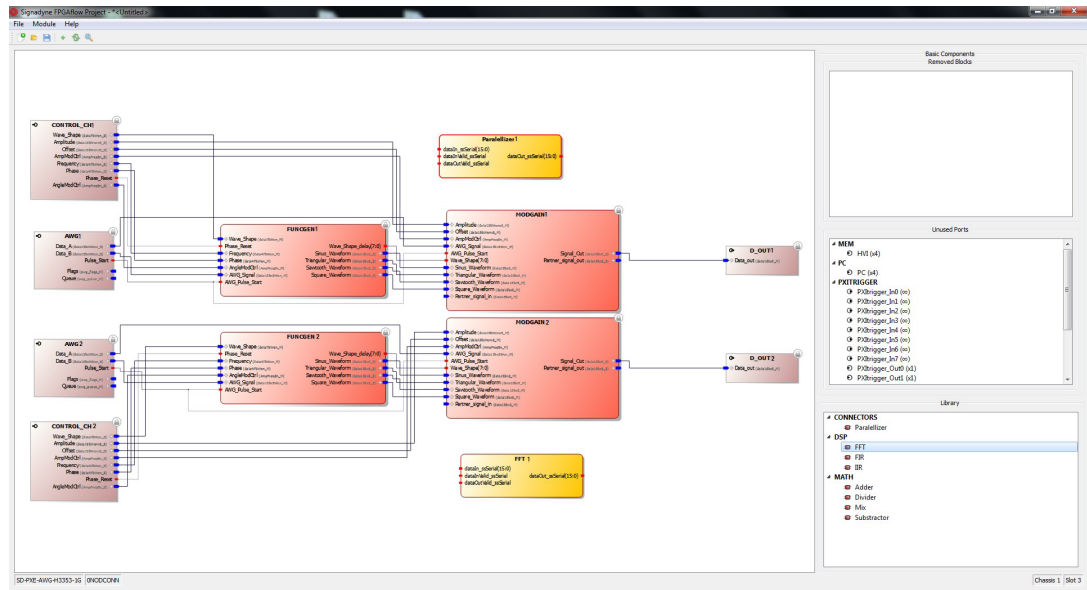 Signadyne FPGAflow Project - *<Untitled>
File Module Help
Basic Components
Removed Blocks
CONTROL_CH1
Wave_Shape
Amplitude
Offset
AmpModCtrl
Frequency
Phase
Phase_Reset
AngleModCtrl
Paralellizer1
dataIn_ssSerial(15:0)
dataInValid_ssSerial
dataOutValid_ssSerial
dataOut_ssSerial(15:0)
AWG1
Data_A
Data_B
Pulse_Start
Flags
Queue
FUNCGEN1
Wave_Shape
Phase_Reset
Frequency
Phase
AngleModCtrl
AWG_Signal
AWG_Pulse_Start
Wave_Shape_delay(7:0)
Sinus_Waveform
Triangular_Waveform
Sawtooth_Waveform
Square_Waveform
MODGAIN1
Amplitude
Offset
AmpModCtrl
AWG_Signal
AWG_Pulse_Start
Wave_Shape(7:0)
Sinus_Waveform
Triangular_Waveform
Sawtooth_Waveform
Square_Waveform
Partner_signal_in
Signal_Out
Partner_signal_out
D_OUT1
Data_out
AWG2
Data_A
Data_B
Pulse_Start
Flags
Queue
FUNCGEN 2
Wave_Shape
Phase_Reset
Frequency
Phase
AngleModCtrl
AWG_Signal
AWG_Pulse_Start
Wave_Shape_delay(7:0)
Sinus_Waveform
Triangular_Waveform
Sawtooth_Waveform
Square_Waveform
MODGAIN2
Amplitude
Offset
AmpModCtrl
AWG_Signal
AWG_Pulse_Start
Wave_Shape(7:0)
Sinus_Waveform
Triangular_Waveform
Sawtooth_Waveform
Square_Waveform
Partner_signal_in
Signal_Out
Partner_signal_out
D_OUT2
Data_out
CONTROL_CH2
Wave_Shape
Amplitude
Offset
AmpModCtrl
Frequency
Phase
Phase_Reset
AngleModCtrl
FFT 1
dataIn_ssSerial(15:0)
dataInValid_ssSerial
dataOutValid_ssSerial
dataOut_ssSerial(15:0)
Unused Ports
MEM
HVI (x4)
PC
PC (x4)
PXITRIGGER
PXItrigger_In0 (∞)
PXItrigger_In1 (∞)
PXItrigger_In2 (∞)
PXItrigger_In3 (∞)
PXItrigger_In4 (∞)
PXItrigger_In5 (∞)
PXItrigger_In6 (∞)
PXItrigger_In7 (∞)
PXItrigger_Out0 (x1)
PXItrigger_Out1 (x1)
Library
CONNECTORS
Paralellizer
DSP
FFT
FIR
IIR
MATH
Adder
Divider
Mix
Substractor
SD-PXE-AWG-H3353-1G 0NODCONN
Chassis 1 Slot 3